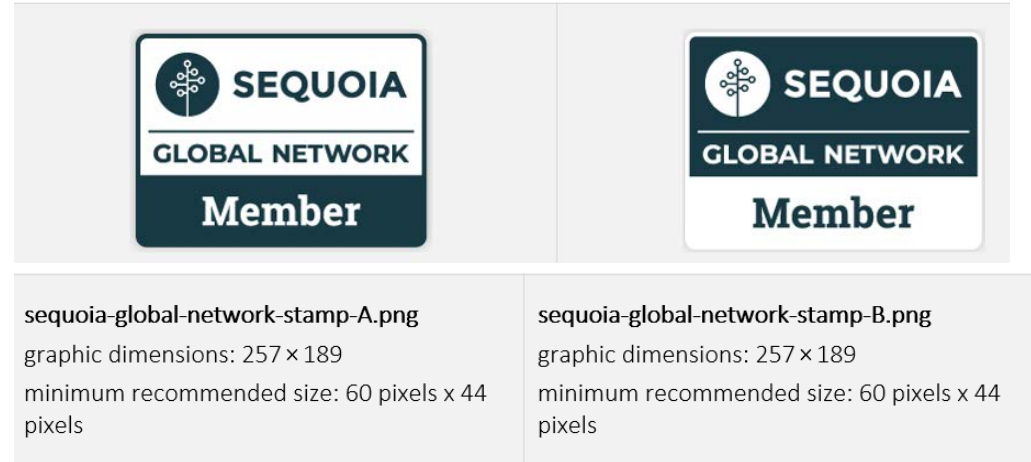 SEQUOIA
GLOBAL NETWORK
Member
SEQUOIA
GLOBAL NETWORK
Member
sequoia-global-network-stamp-A.png
graphic dimensions: 257 × 189
minimum recommended size: 60 pixels x 44
pixels
sequoia-global-network-stamp-B.png
graphic dimensions: 257 × 189
minimum recommended size: 60 pixels x 44
pixels